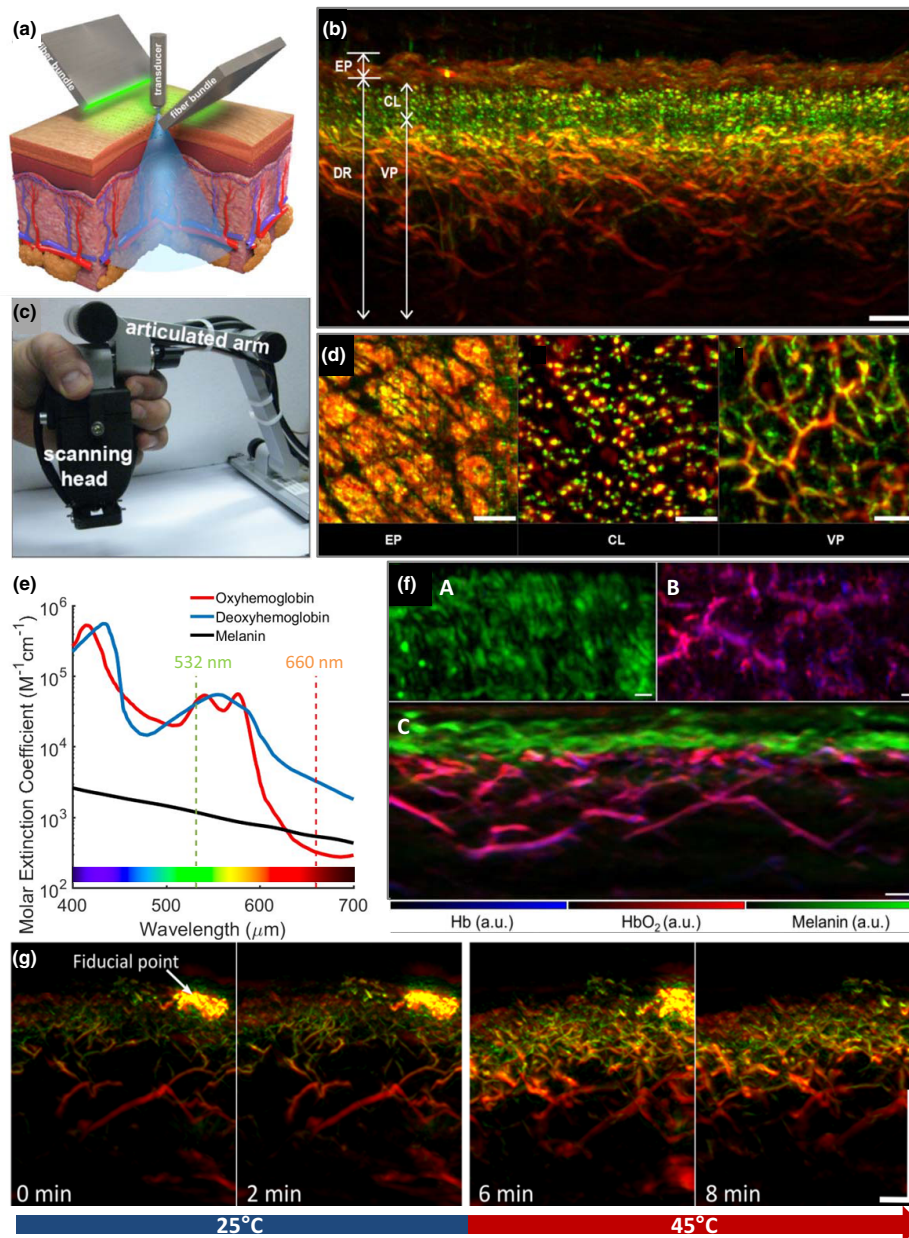 (a)
fiber bundle
transducer
fiber bundle
(b)
EP
CL
DR
VP
(c)
articulated arm
scanning
head
(d)
EP
CL
VP
(e)
Oxyhemoglobin
Deoxyhemoglobin
Melanin
532 nm
660 nm
Molar Extinction Coefficient (M⁻¹cm⁻¹)
10⁶
10⁵
10⁴
10³
10²
400
500
600
700
Wavelength (μm)
(f)
A
B
C
Hb (a.u.)
HbO₂ (a.u.)
Melanin (a.u.)
(g)
Fiducial point
0 min
2 min
6 min
8 min
25°C
45°C